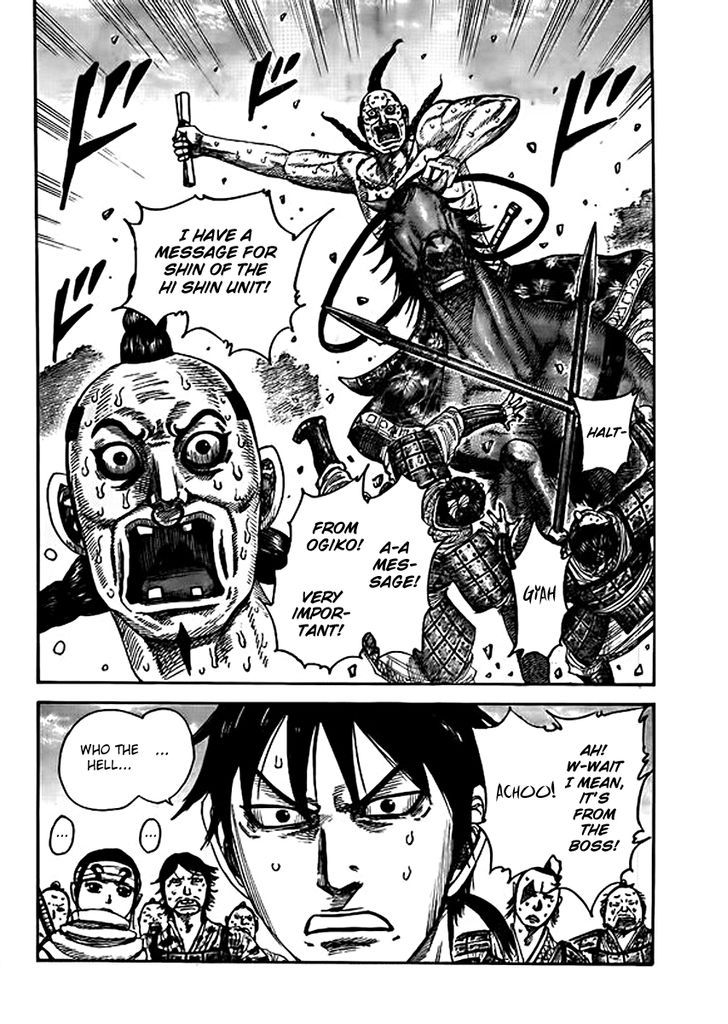 ドドド
ドドド
I HAVE A
MESSAGE FOR
SHIN OF THE
HI SHIN UNIT!
HALT-
A-A
MES-
SAGE!
FROM
OGIKO!
VERY
IMPOR-
TANT!
GYAH
AH!
W-WAIT
I MEAN,
IT'S
FROM
THE
BOSS!
ACHOO!
WHO THE
HELL...
...
...
...